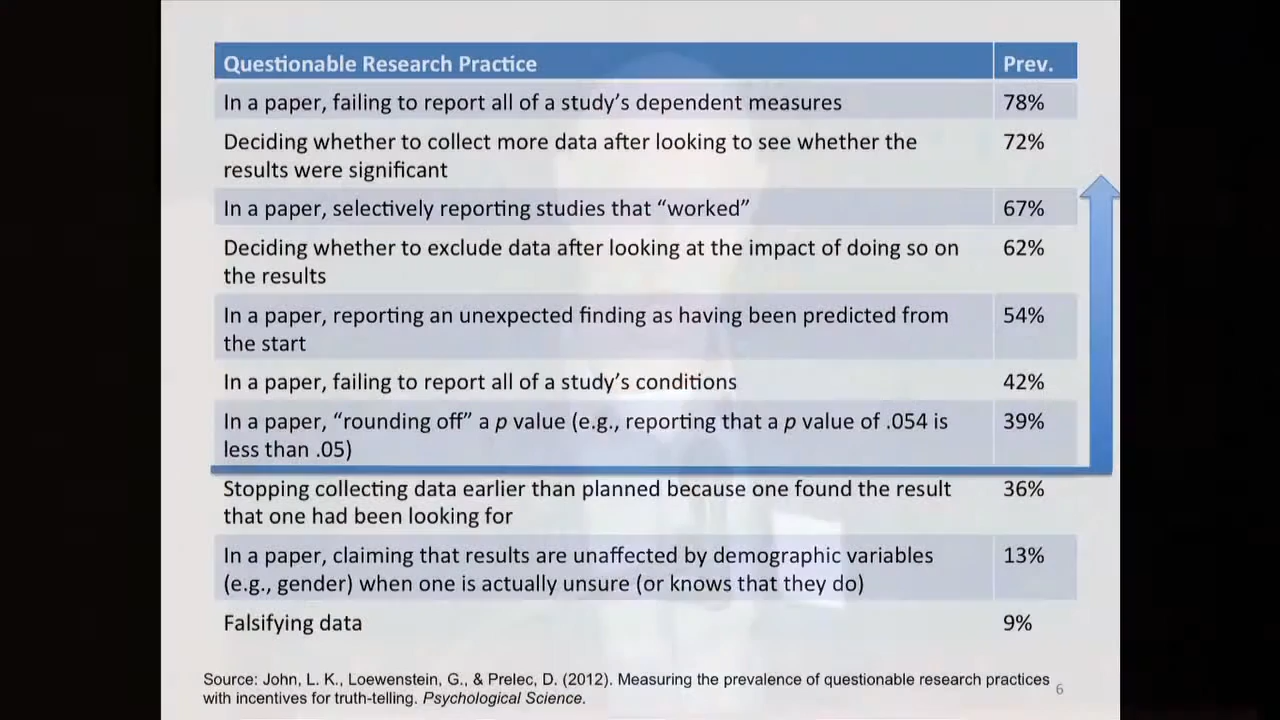 Questionable Research Practice Prev.
In a paper, failing to report all of a study’s dependent measures 78%
Deciding whether to collect more data after looking to see whether the 72%
results were significant
In a paper, selectively reporting studies that “worked” 67%
Deciding whether to exclude data after looking at the impact of doing so on 62%
the results
In a paper, reporting an unexpected finding as having been predicted from 54%
the start
In a paper, failing to report all of a study’s conditions 42%
In a paper, “rounding off” a p value (e.g., reporting that a p value of .054 is 39%
less than .05)
Stopping collecting data earlier than planned because one found the result 36%
that one had been looking for
In a paper, claiming that results are unaffected by demographic variables 13%
(e.g., gender) when one is actually unsure (or knows that they do)
Falsifying data 9%
Source: John, L. K., Loewenstein, G., & Prelec, D. (2012). Measuring the prevalence of questionable research practices
with incentives for truth-telling. Psychological Science.
6